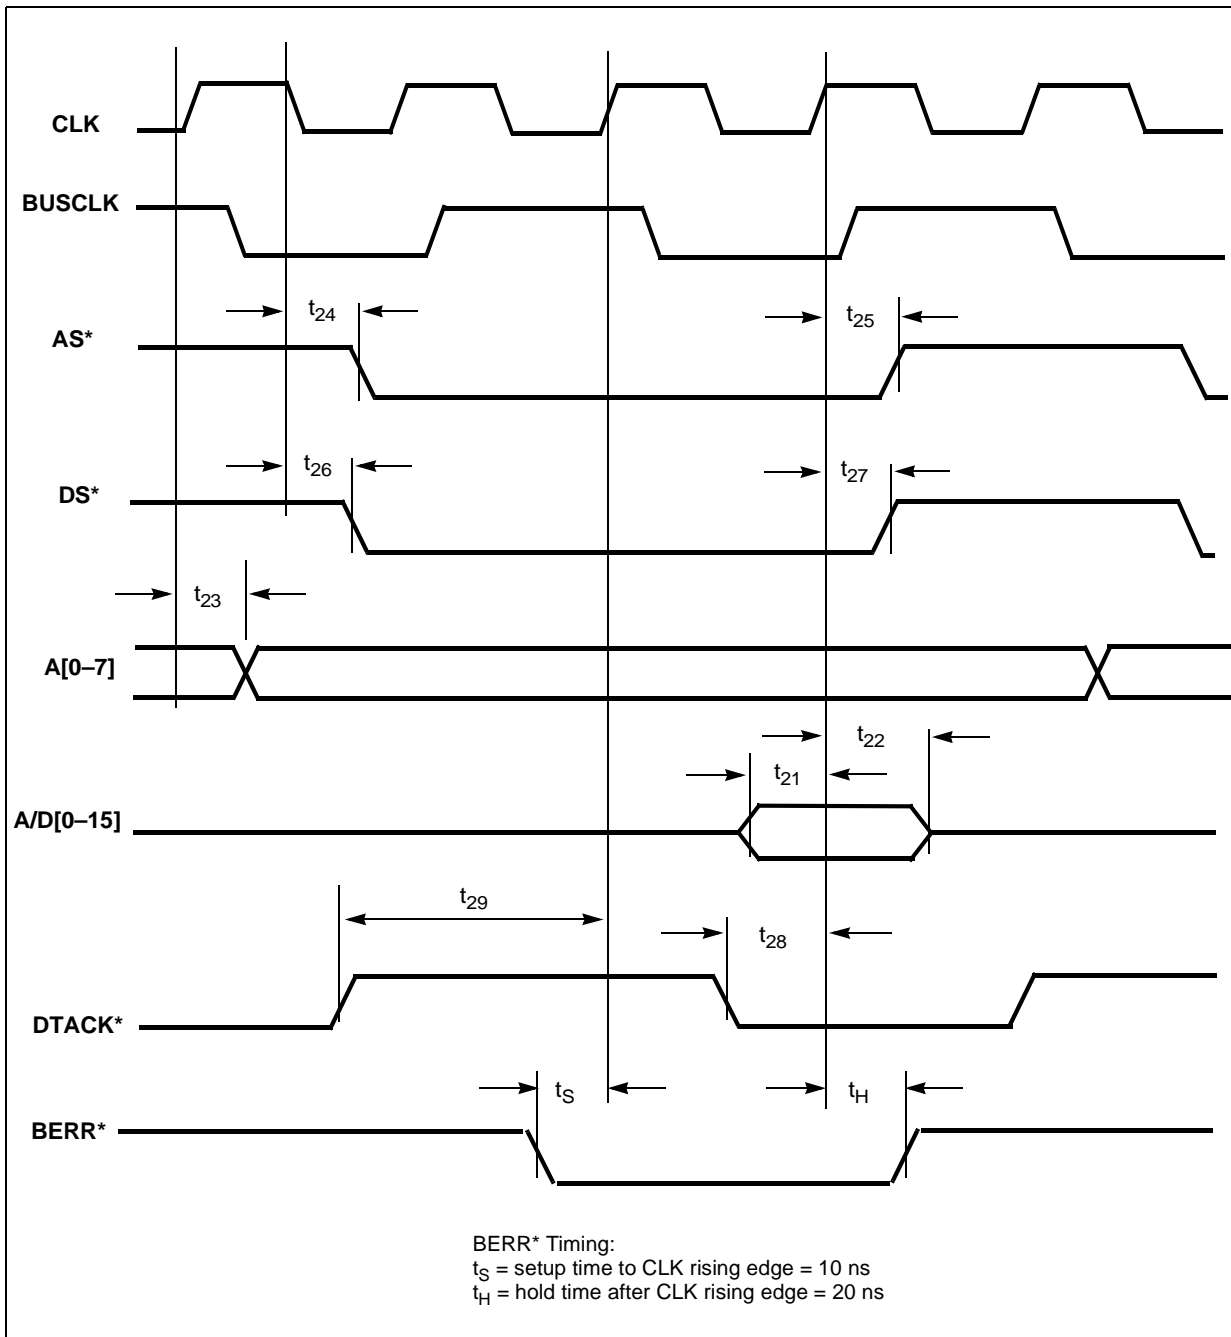 CLK
BUSCLK
t24
t25
AS*
t26
t27
DS*
t23
A[0–7]
t22
t21
A/D[0–15]
t29
t28
DTACK*
tS
tH
BERR*
BERR* Timing:
tS = setup time to CLK rising edge = 10 ns
tH = hold time after CLK rising edge = 20 ns